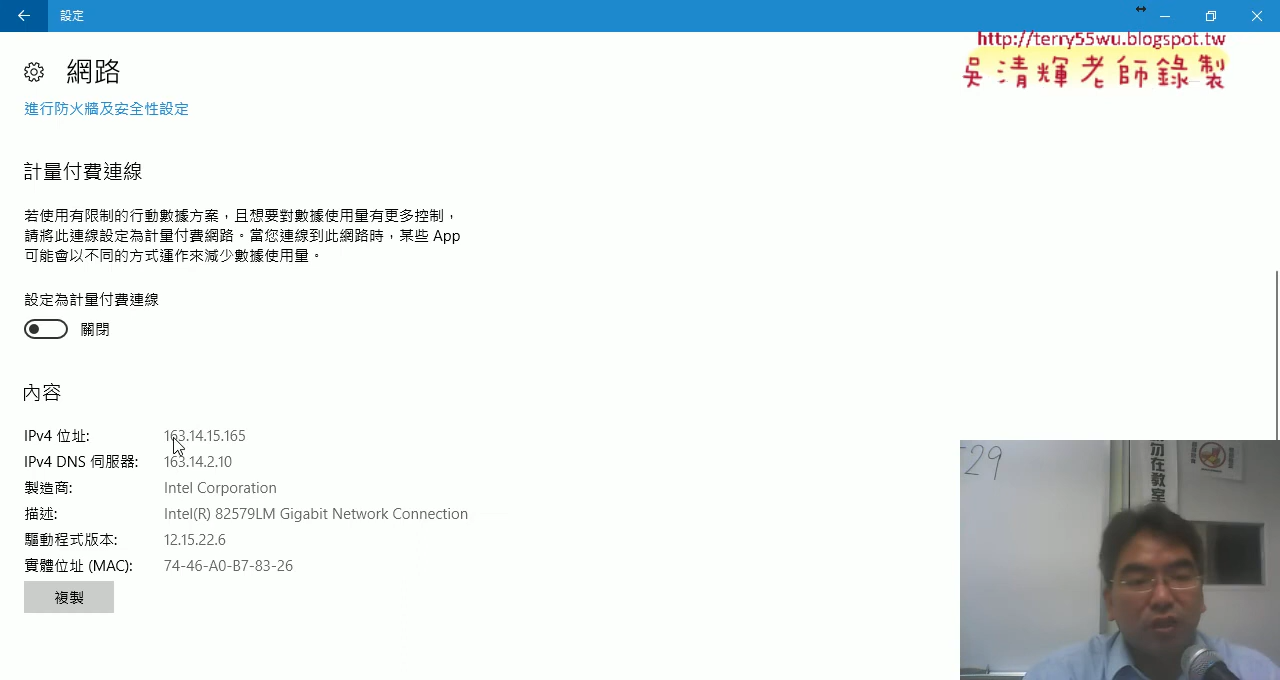 設定
http://terry55wu.blogspot.tw
吳清輝老師錄製
網路
進行防火牆及安全性設定
計量付費連線
若使用有限制的行動數據方案，且想要對數據使用量有更多控制，
請將此連線設定為計量付費網路。當您連線到此網路時，某些 App
可能會以不同的方式運作來減少數據使用量。
設定為計量付費連線
關閉
內容
IPv4 位址: 163.14.15.165
IPv4 DNS 伺服器: 163.14.2.10
製造商: Intel Corporation
描述: Intel(R) 82579LM Gigabit Network Connection
驅動程式版本: 12.15.22.6
實體位址 (MAC): 74-46-A0-B7-83-26
複製
29
勿在教室